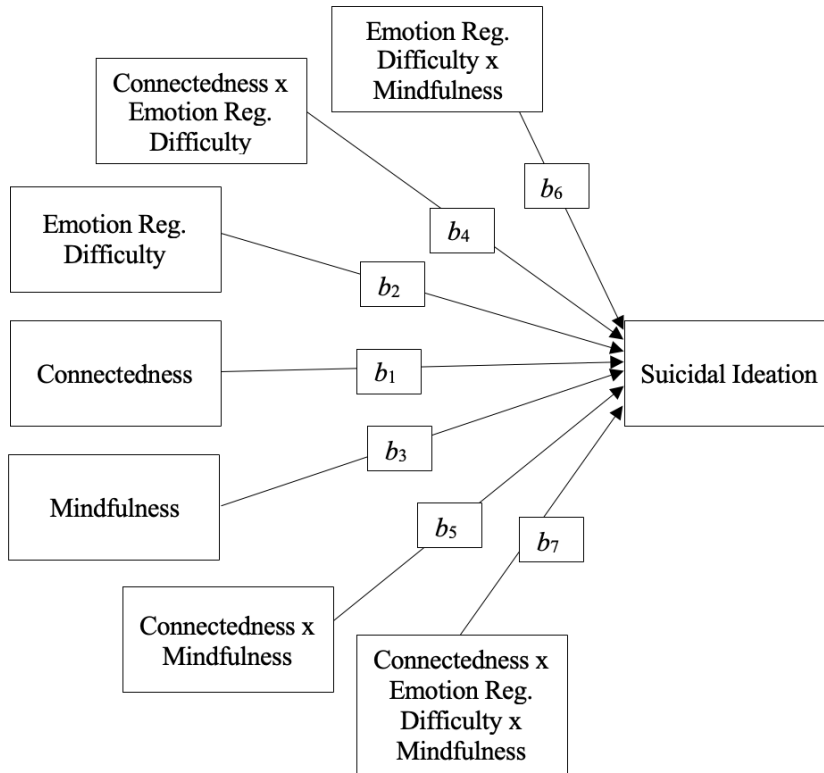 Emotion Reg.
Difficulty x
Mindfulness
Connectedness x
Emotion Reg.
Difficulty
b6
b4
Emotion Reg.
Difficulty
b2
Connectedness
b1
Suicidal Ideation
b3
Mindfulness
b5
b7
Connectedness x
Mindfulness
Connectedness x
Emotion Reg.
Difficulty x
Mindfulness